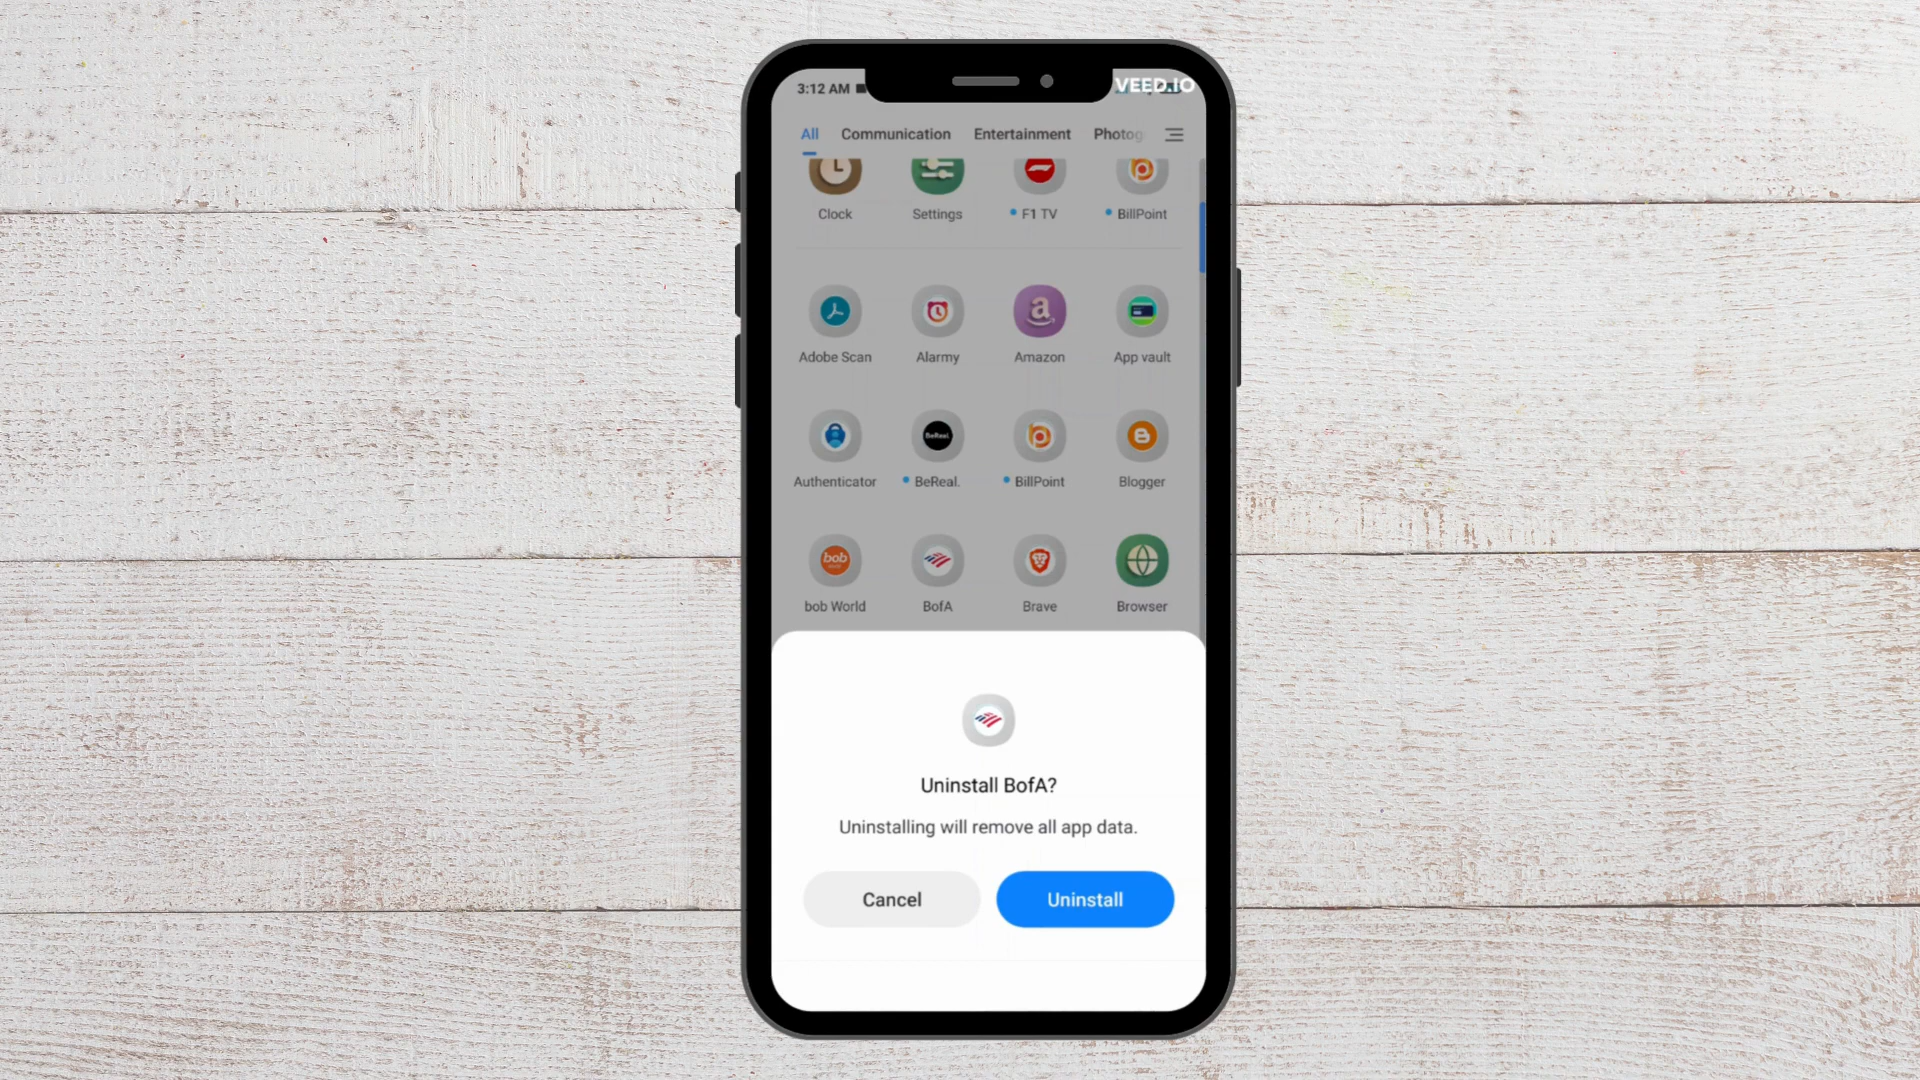 3:12 AM
VEED.IO
All Communication Entertainment Photog
Clock Settings F1 TV BillPoint
Adobe Scan Alarmy Amazon App vault
BeReal.
Authenticator BeReal. BillPoint Blogger
bob
bob World BofA Brave Browser
Uninstall BofA?
Uninstalling will remove all app data.
Cancel Uninstall